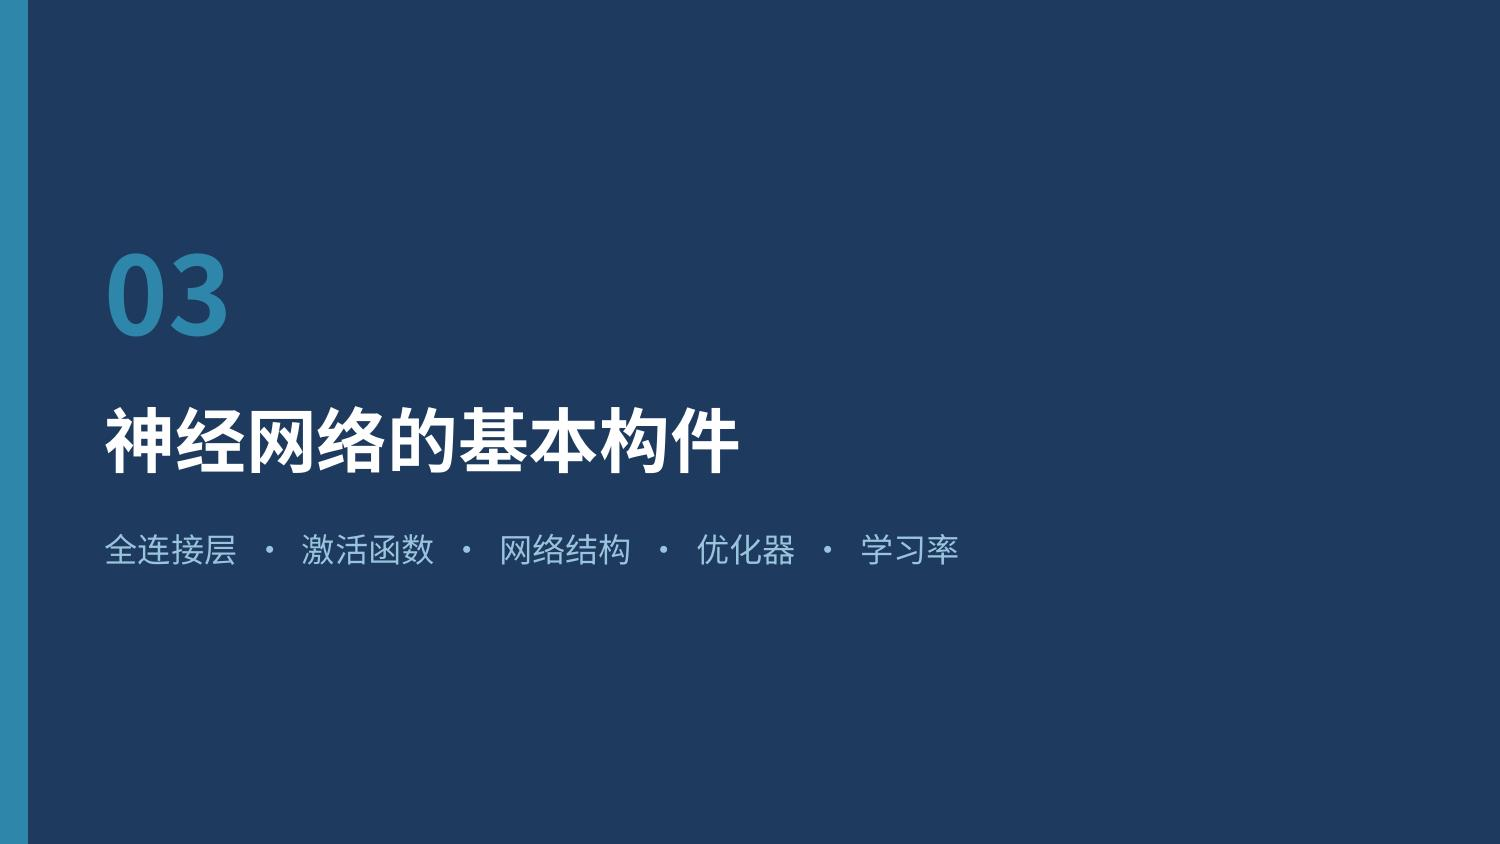 03
神经网络的基本构件
全连接层 · 激活函数 · 网络结构 · 优化器 · 学习率